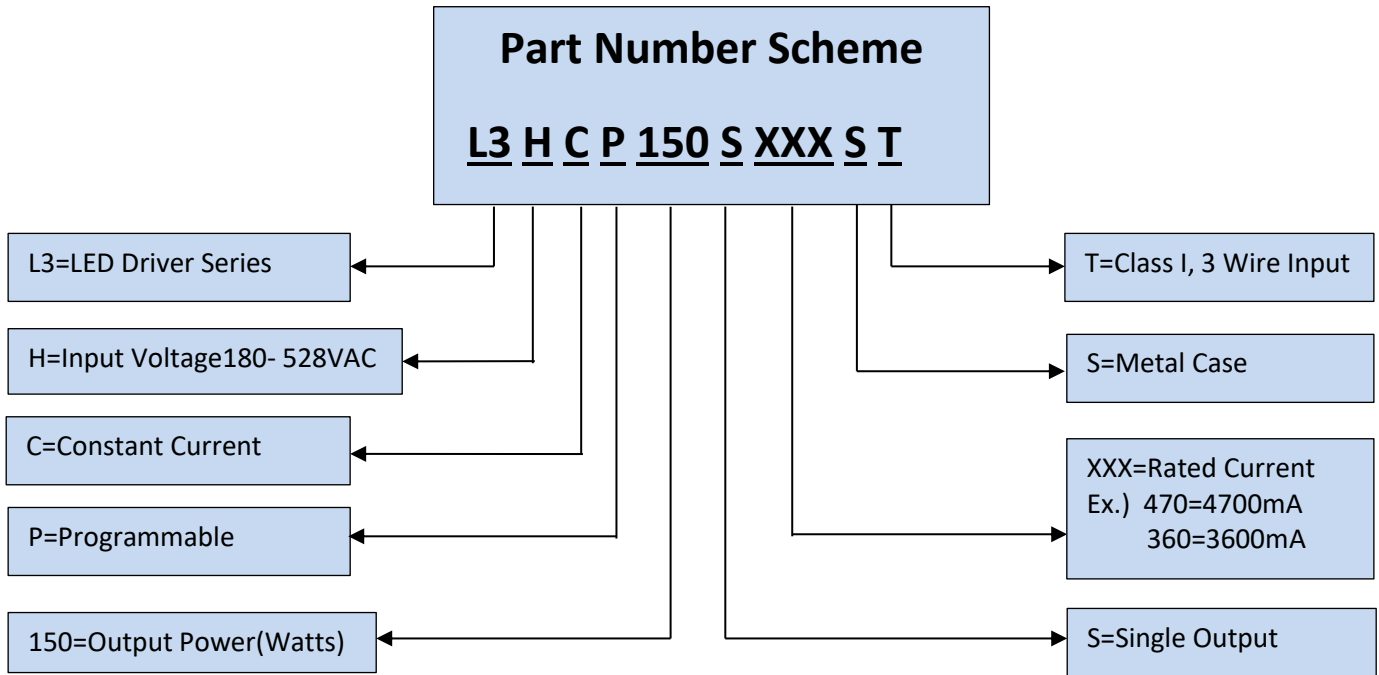 Part Number Scheme
L3 H C P 150 S XXX S T
L3=LED Driver Series
H=Input Voltage180- 528VAC
C=Constant Current
P=Programmable
150=Output Power(Watts)
T=Class I, 3 Wire Input
S=Metal Case
XXX=Rated Current
Ex.) 470=4700mA
360=3600mA
S=Single Output